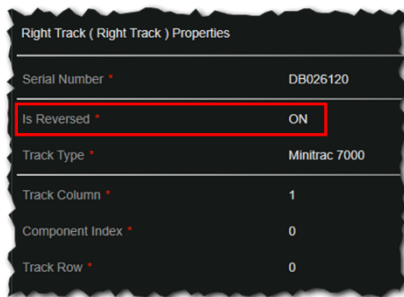 Right Track ( Right Track ) Properties
Serial Number * DB026120
Is Reversed * ON
Track Type * Minitrac 7000
Track Column * 1
Component Index * 0
Track Row * 0